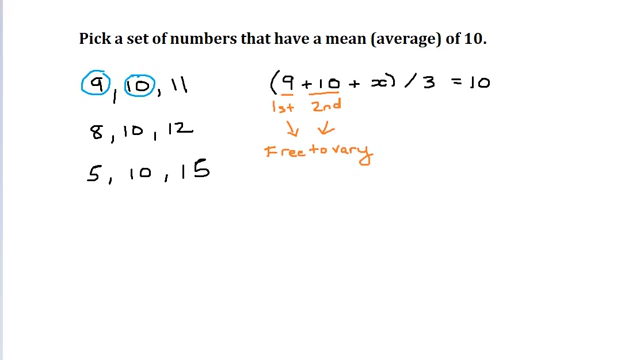 Pick a set of numbers that have a mean (average) of 10.
9, 10, 11
(9 + 10 + x) / 3 = 10
1st 2nd
Free to vary
8, 10, 12
5, 10, 15